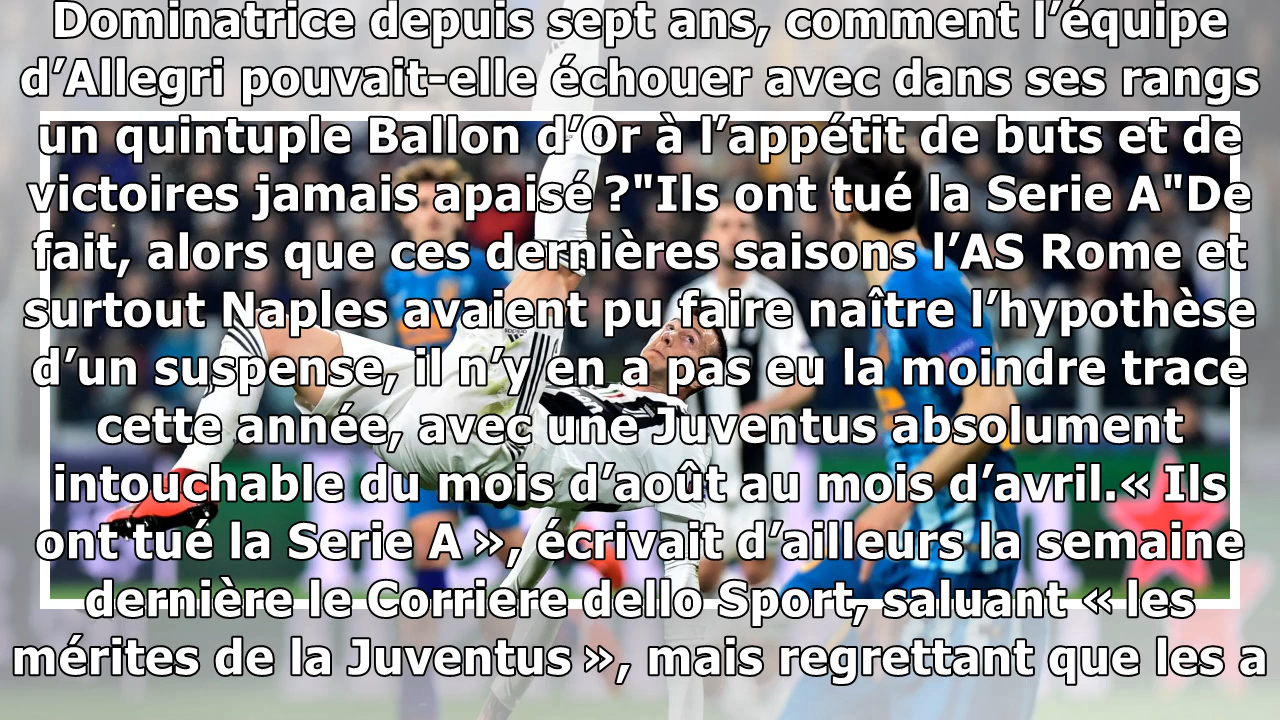 Dominatrice depuis sept ans, comment l’équipe
d’Allegri pouvait-elle échouer avec dans ses rangs
un quintuple Ballon d’Or à l’appétit de buts et de
victoires jamais apaisé ?"Ils ont tué la Serie A"De
fait, alors que ces dernières saisons l’AS Rome et
surtout Naples avaient pu faire naître l’hypothèse
d’un suspense, il n’y en a pas eu la moindre trace
cette année, avec une Juventus absolument
intouchable du mois d’août au mois d’avril.« Ils
ont tué la Serie A », écrivait d’ailleurs la semaine
dernière le Corriere dello Sport, saluant « les
mérites de la Juventus », mais regrettant que les a